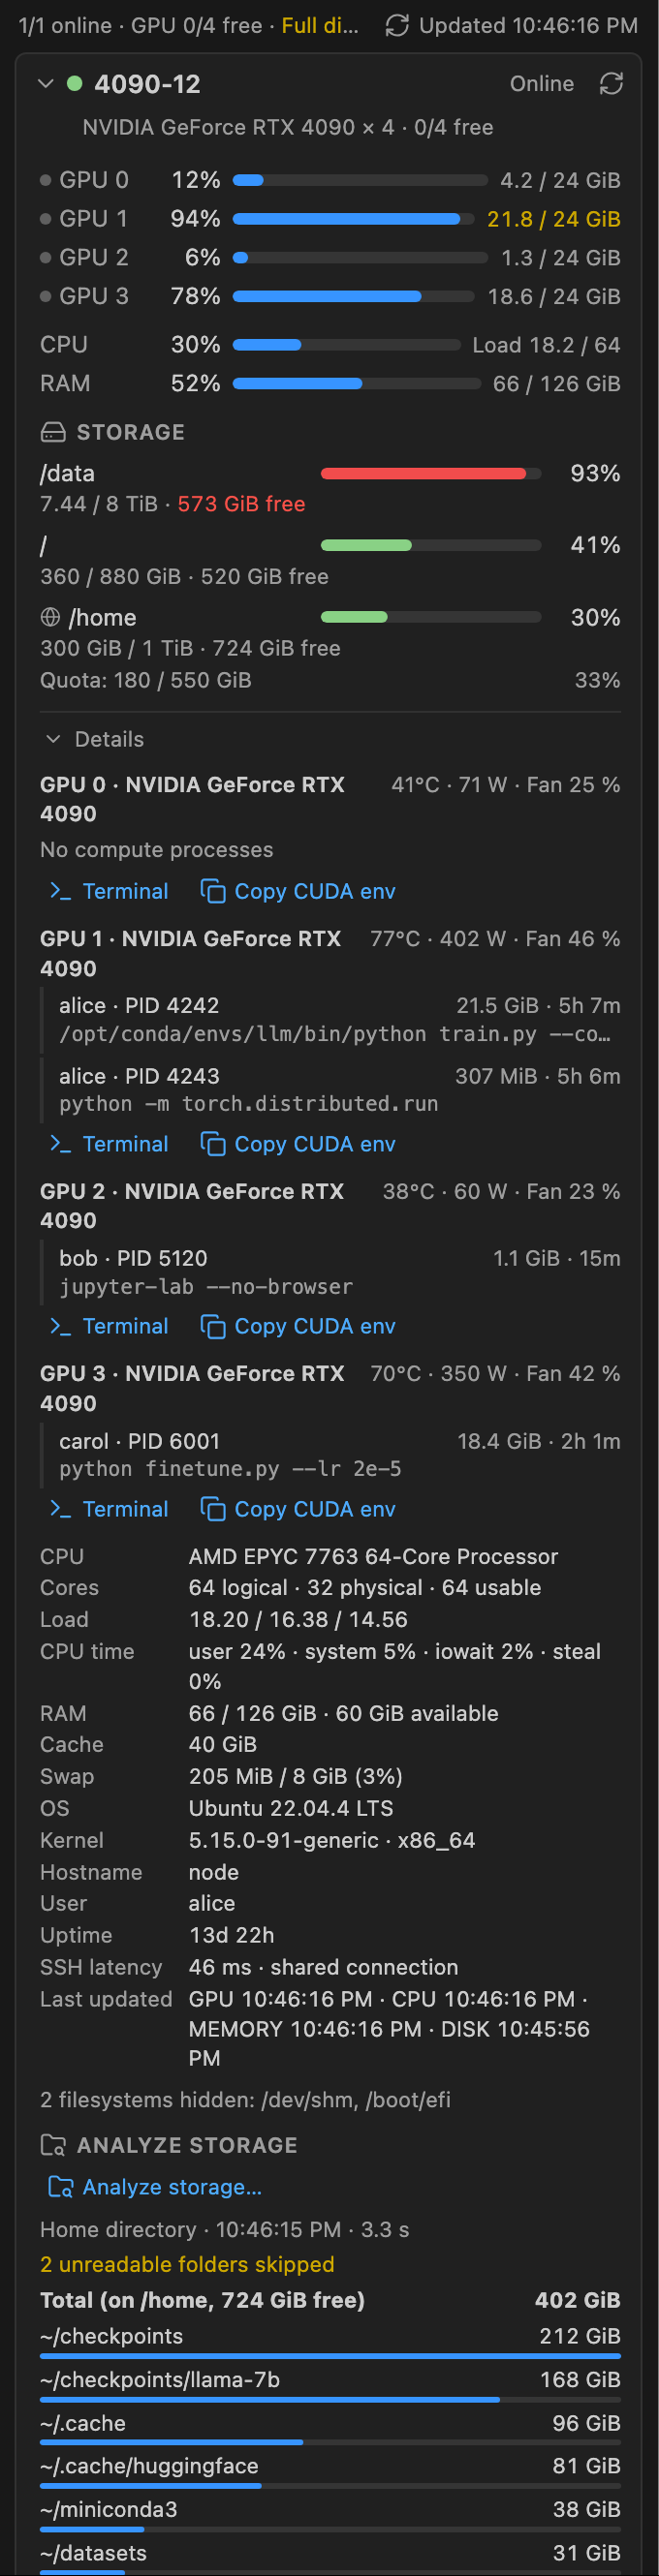 1/1 online · GPU 0/4 free · Full di... Updated 10:46:16 PM
4090-12 Online
NVIDIA GeForce RTX 4090 × 4 · 0/4 free
GPU 0 12% 4.2 / 24 GiB
GPU 1 94% 21.8 / 24 GiB
GPU 2 6% 1.3 / 24 GiB
GPU 3 78% 18.6 / 24 GiB
CPU 30% Load 18.2 / 64
RAM 52% 66 / 126 GiB
STORAGE
/data 93%
7.44 / 8 TiB · 573 GiB free
/ 41%
360 / 880 GiB · 520 GiB free
/home 30%
300 GiB / 1 TiB · 724 GiB free
Quota: 180 / 550 GiB 33%
Details
GPU 0 · NVIDIA GeForce RTX 41°C · 71 W · Fan 25 %
4090
No compute processes
Terminal Copy CUDA env
GPU 1 · NVIDIA GeForce RTX 77°C · 402 W · Fan 46 %
4090
alice · PID 4242 21.5 GiB · 5h 7m
/opt/conda/envs/llm/bin/python train.py --co…
alice · PID 4243 307 MiB · 5h 6m
python -m torch.distributed.run
Terminal Copy CUDA env
GPU 2 · NVIDIA GeForce RTX 38°C · 60 W · Fan 23 %
4090
bob · PID 5120 1.1 GiB · 15m
jupyter-lab --no-browser
Terminal Copy CUDA env
GPU 3 · NVIDIA GeForce RTX 70°C · 350 W · Fan 42 %
4090
carol · PID 6001 18.4 GiB · 2h 1m
python finetune.py --lr 2e-5
Terminal Copy CUDA env
CPU AMD EPYC 7763 64-Core Processor
Cores 64 logical · 32 physical · 64 usable
Load 18.20 / 16.38 / 14.56
CPU time user 24% · system 5% · iowait 2% · steal
0%
RAM 66 / 126 GiB · 60 GiB available
Cache 40 GiB
Swap 205 MiB / 8 GiB (3%)
OS Ubuntu 22.04.4 LTS
Kernel 5.15.0-91-generic · x86_64
Hostname node
User alice
Uptime 13d 22h
SSH latency 46 ms · shared connection
Last updated GPU 10:46:16 PM · CPU 10:46:16 PM ·
MEMORY 10:46:16 PM · DISK 10:45:56
PM
2 filesystems hidden: /dev/shm, /boot/efi
ANALYZE STORAGE
Analyze storage...
Home directory · 10:46:15 PM · 3.3 s
2 unreadable folders skipped
Total (on /home, 724 GiB free) 402 GiB
~/checkpoints 212 GiB
~/checkpoints/llama-7b 168 GiB
~/.cache 96 GiB
~/.cache/huggingface 81 GiB
~/miniconda3 38 GiB
~/datasets 31 GiB